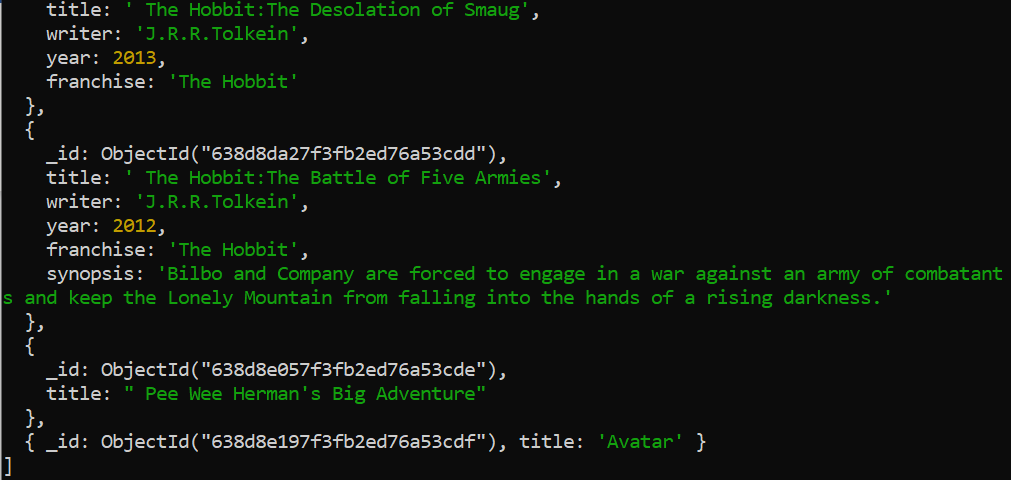 title: ' The Hobbit:The Desolation of Smaug',
    writer: 'J.R.R.Tolkein',
    year: 2013,
    franchise: 'The Hobbit'
  },
  {
    _id: ObjectId("638d8da27f3fb2ed76a53cdd"),
    title: ' The Hobbit:The Battle of Five Armies',
    writer: 'J.R.R.Tolkein',
    year: 2012,
    franchise: 'The Hobbit',
    synopsis: 'Bilbo and Company are forced to engage in a war against an army of combatant
s and keep the Lonely Mountain from falling into the hands of a rising darkness.'
  },
  {
    _id: ObjectId("638d8e057f3fb2ed76a53cde"),
    title: " Pee Wee Herman's Big Adventure"
  },
  { _id: ObjectId("638d8e197f3fb2ed76a53cdf"), title: 'Avatar' }
]